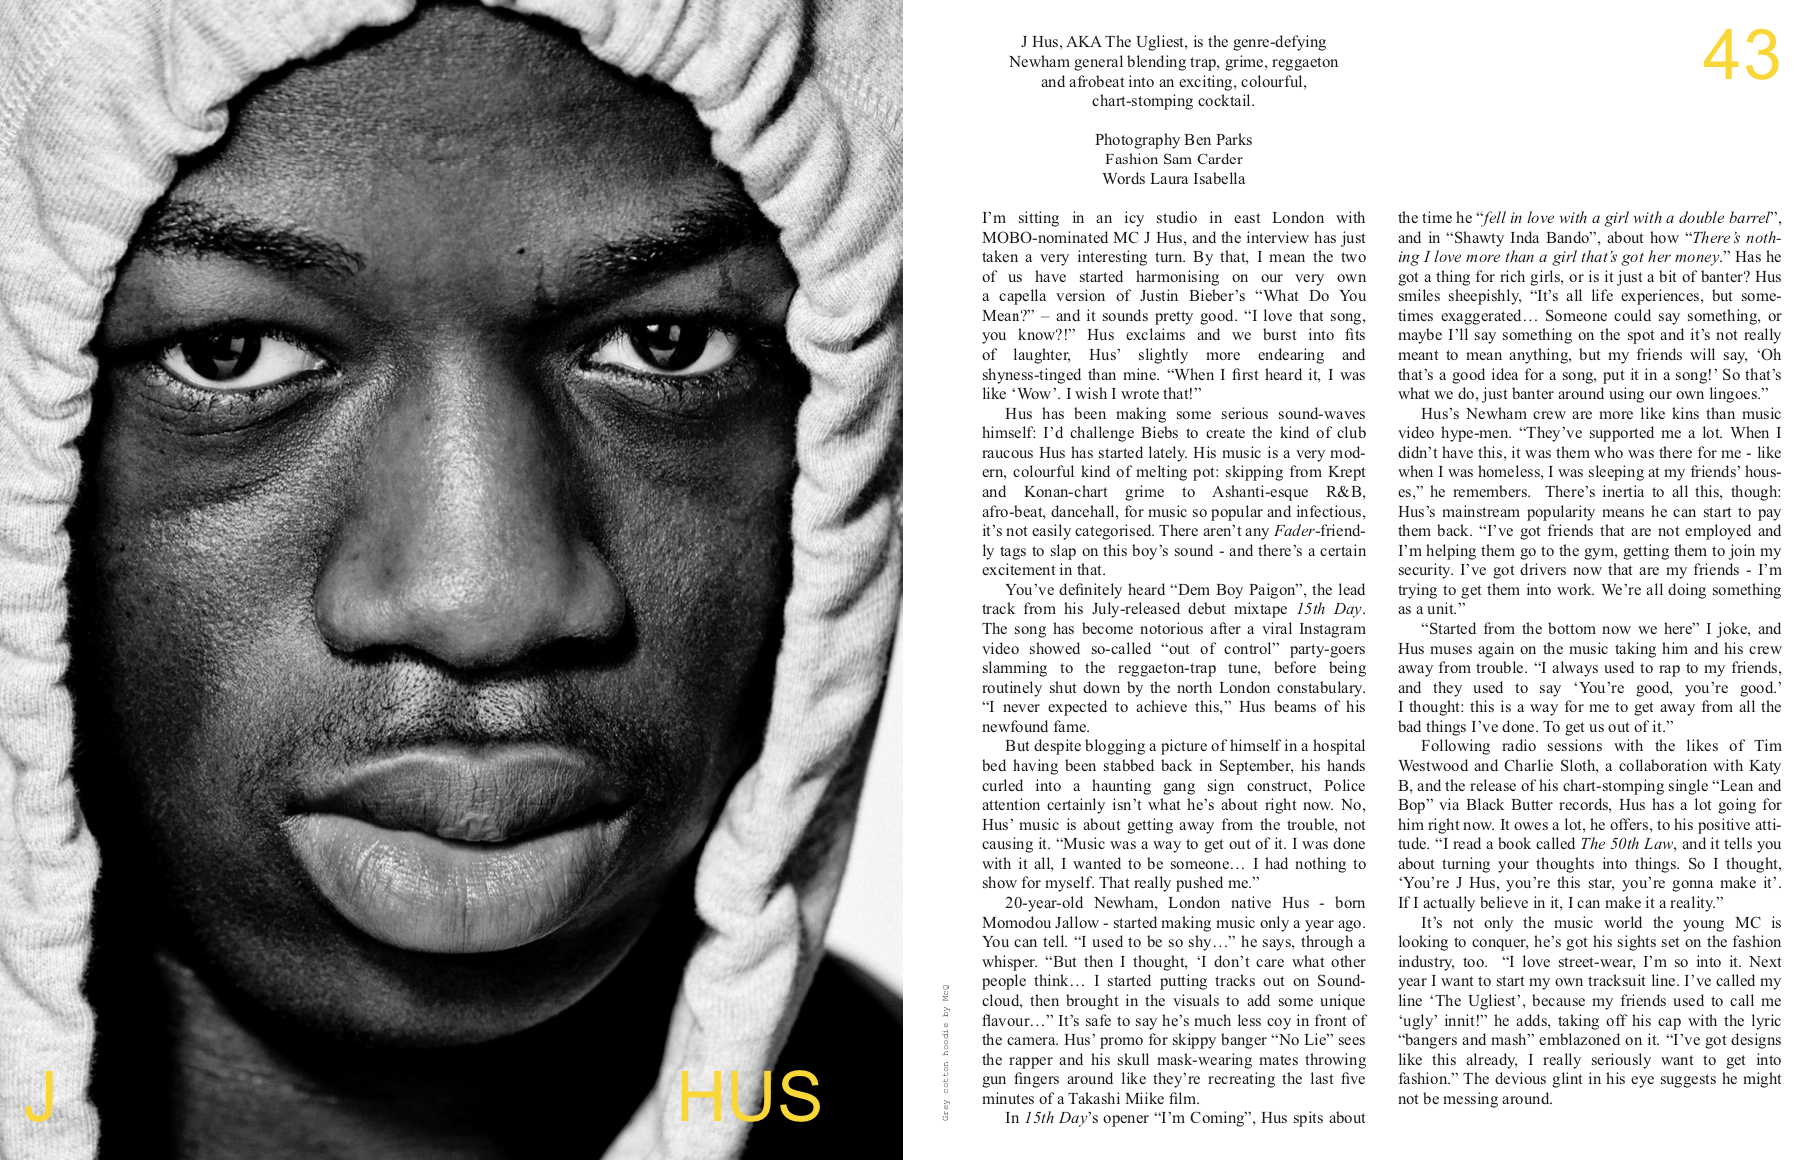 J HUS
43
J Hus, AKA The Ugliest, is the genre-defying
Newham general blending trap, grime, reggaeton
and afrobeat into an exciting, colourful,
chart-stomping cocktail.
Photography Ben Parks
Fashion Sam Carder
Words Laura Isabella
I’m sitting in an icy studio in east London with
MOBO-nominated MC J Hus, and the interview has just
taken a very interesting turn. By that, I mean the two
of us have started harmonising on our very own
a capella version of Justin Bieber’s “What Do You
Mean?” – and it sounds pretty good. “I love that song,
you know?!” Hus exclaims and we burst into fits
of laughter, Hus’ slightly more endearing and
shyness-tinged than mine. “When I first heard it, I was
like ‘Wow’. I wish I wrote that!”
Hus has been making some serious sound-waves
himself: I’d challenge Biebs to create the kind of club
raucous Hus has started lately. His music is a very mod-
ern, colourful kind of melting pot: skipping from Krept
and Konan-chart grime to Ashanti-esque R&B,
afro-beat, dancehall, for music so popular and infectious,
it’s not easily categorised. There aren’t any Fader-friend-
ly tags to slap on this boy’s sound - and there’s a certain
excitement in that.
You’ve definitely heard “Dem Boy Paigon”, the lead
track from his July-released debut mixtape 15th Day.
The song has become notorious after a viral Instagram
video showed so-called “out of control” party-goers
slamming to the reggaeton-trap tune, before being
routinely shut down by the north London constabulary.
“I never expected to achieve this,” Hus beams of his
newfound fame.
But despite blogging a picture of himself in a hospital
bed having been stabbed back in September, his hands
curled into a haunting gang sign construct, Police
attention certainly isn’t what he’s about right now. No,
Hus’ music is about getting away from the trouble, not
causing it. “Music was a way to get out of it. I was done
with it all, I wanted to be someone… I had nothing to
show for myself. That really pushed me.”
20-year-old Newham, London native Hus - born
Momodou Jallow - started making music only a year ago.
You can tell. “I used to be so shy…” he says, through a
whisper. “But then I thought, ‘I don’t care what other
people think… I started putting tracks out on Sound-
cloud, then brought in the visuals to add some unique
flavour…” It’s safe to say he’s much less coy in front of
the camera. Hus’ promo for skippy banger “No Lie” sees
the rapper and his skull mask-wearing mates throwing
gun fingers around like they’re recreating the last five
minutes of a Takashi Miike film.
In 15th Day’s opener “I’m Coming”, Hus spits about
the time he “fell in love with a girl with a double barrel”,
and in “Shawty Inda Bando”, about how “There’s noth-
ing I love more than a girl that’s got her money.” Has he
got a thing for rich girls, or is it just a bit of banter? Hus
smiles sheepishly, “It’s all life experiences, but some-
times exaggerated… Someone could say something, or
maybe I’ll say something on the spot and it’s not really
meant to mean anything, but my friends will say, ‘Oh
that’s a good idea for a song, put it in a song!’ So that’s
what we do, just banter around using our own lingoes.”
Hus’s Newham crew are more like kins than music
video hype-men. “They’ve supported me a lot. When I
didn’t have this, it was them who was there for me - like
when I was homeless, I was sleeping at my friends’ hous-
es,” he remembers. There’s inertia to all this, though:
Hus’s mainstream popularity means he can start to pay
them back. “I’ve got friends that are not employed and
I’m helping them go to the gym, getting them to join my
security. I’ve got drivers now that are my friends - I’m
trying to get them into work. We’re all doing something
as a unit.”
“Started from the bottom now we here” I joke, and
Hus muses again on the music taking him and his crew
away from trouble. “I always used to rap to my friends,
and they used to say ‘You’re good, you’re good.’
I thought: this is a way for me to get away from all the
bad things I’ve done. To get us out of it.”
Following radio sessions with the likes of Tim
Westwood and Charlie Sloth, a collaboration with Katy
B, and the release of his chart-stomping single “Lean and
Bop” via Black Butter records, Hus has a lot going for
him right now. It owes a lot, he offers, to his positive atti-
tude. “I read a book called The 50th Law, and it tells you
about turning your thoughts into things. So I thought,
‘You’re J Hus, you’re this star, you’re gonna make it’.
If I actually believe in it, I can make it a reality.”
It’s not only the music world the young MC is
looking to conquer, he’s got his sights set on the fashion
industry, too. “I love street-wear, I’m so into it. Next
year I want to start my own tracksuit line. I’ve called my
line ‘The Ugliest’, because my friends used to call me
‘ugly’ innit!” he adds, taking off his cap with the lyric
“bangers and mash” emblazoned on it. “I’ve got designs
like this already, I really seriously want to get into
fashion.” The devious glint in his eye suggests he might
not be messing around.
Grey cotton hoodie by McQ